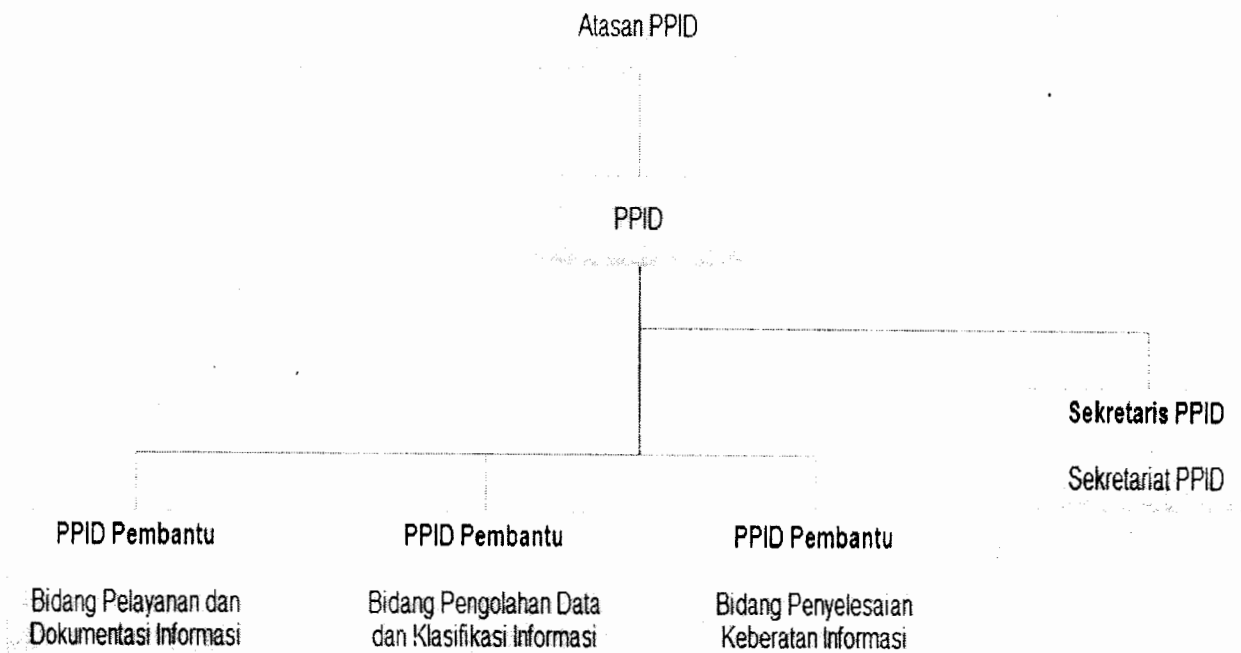 Atasan PPID
PPID
Sekretaris PPID
Sekretariat PPID
PPID Pembantu
Bidang Pelayanan dan
Dokumentasi Informasi
PPID Pembantu
Bidang Pengolahan Data
dan Klasifikasi Informasi
PPID Pembantu
Bidang Penyelesaian
Keberatan Informasi